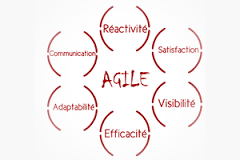 Réactivité
Communication
Satisfaction
AGILE
Adaptabilité
Visibilité
Efficacité